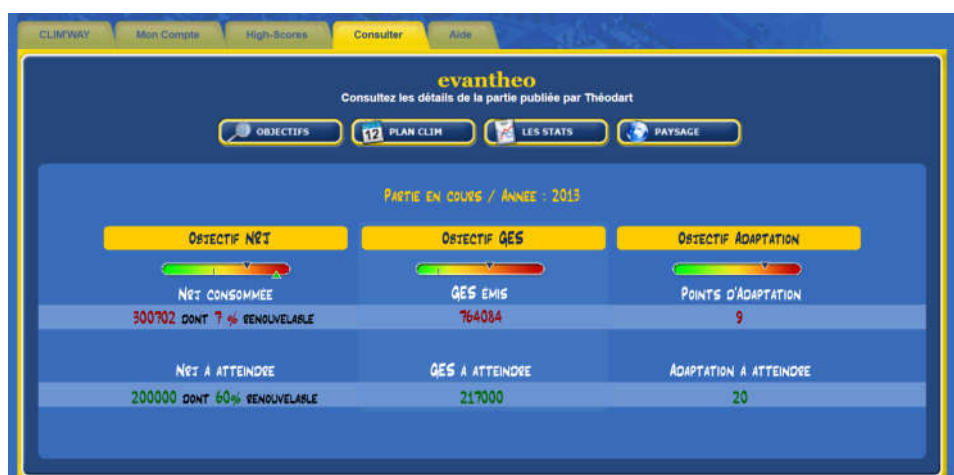 CLIM'WAY Mon Compte High-Scores Consulter Aide
evantheo
Consultez les détails de la partie publiée par Théodart
OBJECTIFS 12 PLAN CLIM LES STATS PAYSAGE
PARTIE EN COURS / ANNEE : 2013
OBJECTIF NRJ OBJECTIF GES OBJECTIF ADAPTATION
NRJ CONSOMMÉE GES ÉMIS POINTS D'ADAPTATION
300702 DONT 7 % RENOUVELABLE 764084 9
NRJ À ATTEINDRE GES À ATTEINDRE ADAPTATION À ATTEINDRE
200000 DONT 60% RENOUVELABLE 217000 20